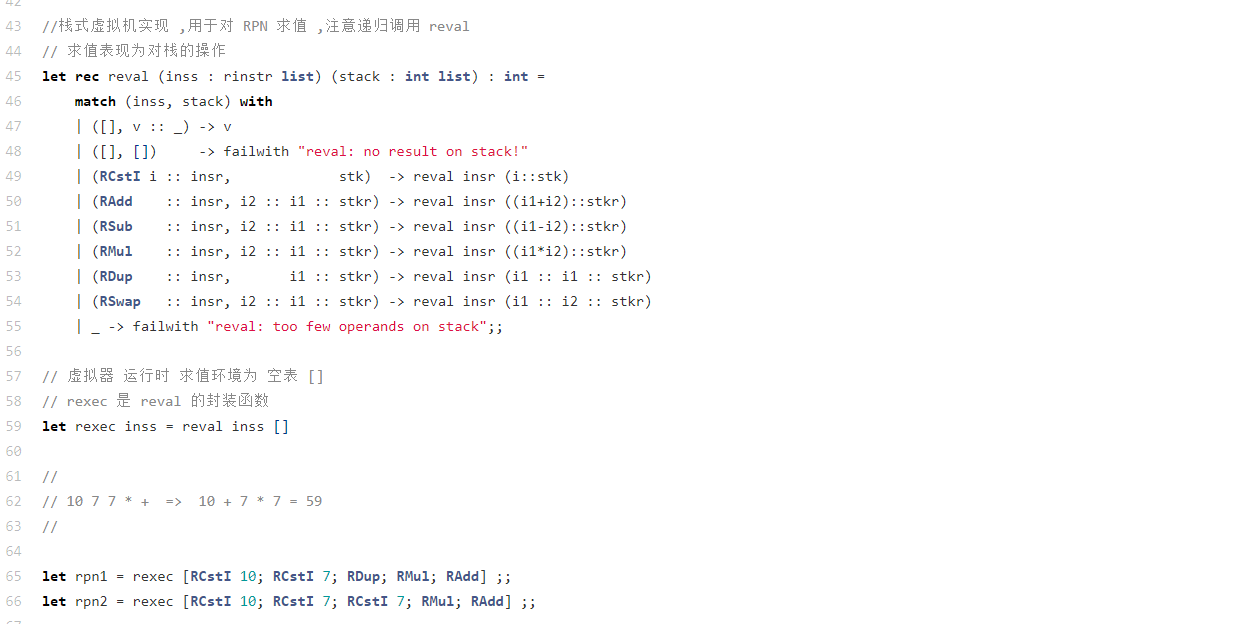 42
43 //栈式虚拟机实现 ,用于对 RPN 求值 ,注意递归调用 reval
44 // 求值表现为对栈的操作
45 let rec reval (inss : rinstr list) (stack : int list) : int =
46     match (inss, stack) with
47     | ([], v :: _) -> v
48     | ([], [])     -> failwith "reval: no result on stack!"
49     | (RCstI i :: insr,             stk)  -> reval insr (i::stk)
50     | (RAdd    :: insr, i2 :: i1 :: stkr) -> reval insr ((i1+i2)::stkr)
51     | (RSub    :: insr, i2 :: i1 :: stkr) -> reval insr ((i1-i2)::stkr)
52     | (RMul    :: insr, i2 :: i1 :: stkr) -> reval insr ((i1*i2)::stkr)
53     | (RDup    :: insr,       i1 :: stkr) -> reval insr (i1 :: i1 :: stkr)
54     | (RSwap   :: insr, i2 :: i1 :: stkr) -> reval insr (i1 :: i2 :: stkr)
55     | _ -> failwith "reval: too few operands on stack";;
56
57 // 虚拟器 运行时 求值环境为 空表 []
58 // rexec 是 reval 的封装函数
59 let rexec inss = reval inss []
60
61 //
62 // 10 7 7 * +  =>  10 + 7 * 7 = 59
63 //
64
65 let rpn1 = rexec [RCstI 10; RCstI 7; RDup; RMul; RAdd] ;;
66 let rpn2 = rexec [RCstI 10; RCstI 7; RCstI 7; RMul; RAdd] ;;
67